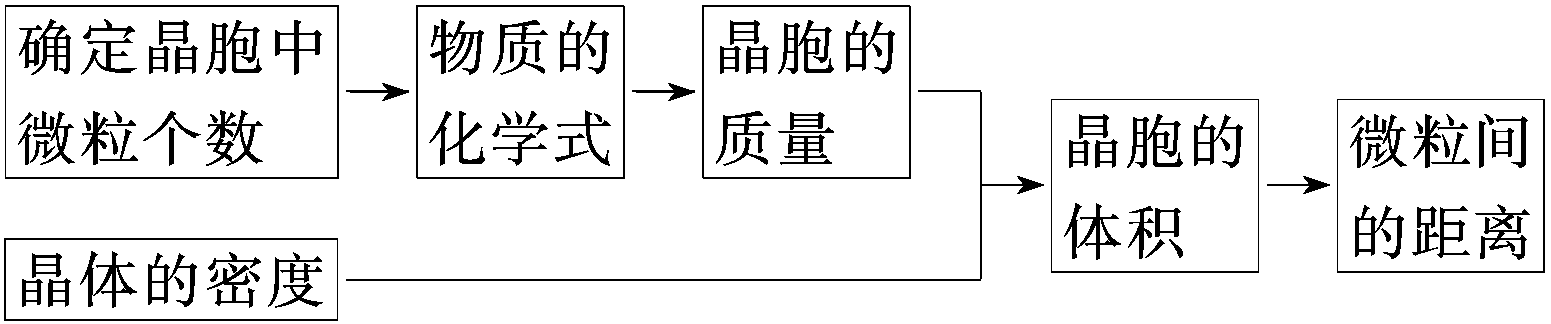 确定晶胞中
微粒个数
物质的
化学式
晶胞的
质量
晶体的密度
晶胞的
体积
微粒间
的距离